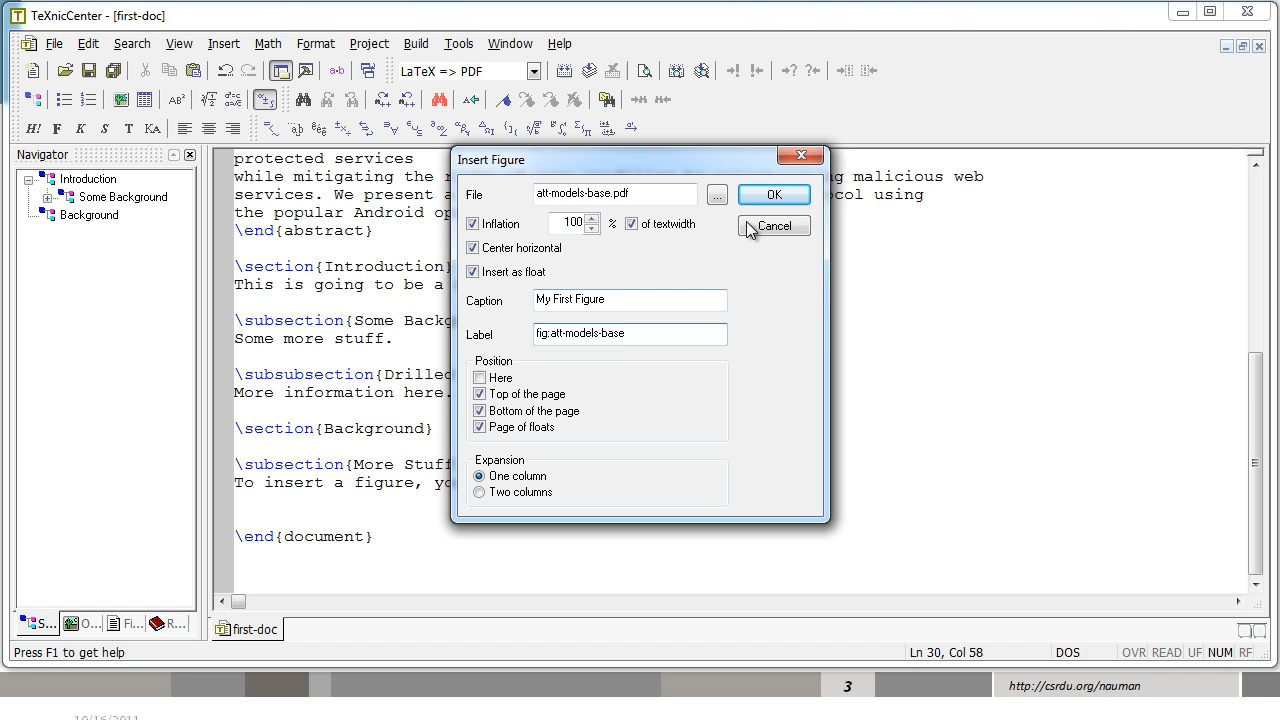 TeXnicCenter - [first-doc]
File Edit Search View Insert Math Format Project Build Tools Window Help
LaTeX => PDF
Navigator
Introduction
Some Background
Background
protected services
while mitigating the
ng malicious web
services. We present a
ocol using
the popular Android op
\end{abstract}
\section{Introduction}
This is going to be a
\subsection{Some Backg
Some more stuff.
\subsubsection{Drilled
More information here.
\section{Background}
\subsection{More Stuff
To insert a figure, yo
\end{document}
Insert Figure
File att-models-base.pdf ... OK
Inflation 100 % of textwidth Cancel
Center horizontal
Insert as float
Caption My First Figure
Label fig:att-models-base
Position
Here
Top of the page
Bottom of the page
Page of floats
Expansion
One column
Two columns
S... O... Fi... R...
first-doc
Press F1 to get help Ln 30, Col 58 DOS OVR READ UF NUM RF
3 http://csrdu.org/nauman
10/16/2011